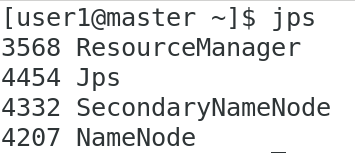 [user1@master ~]$ jps
3568 ResourceManager
4454 Jps
4332 SecondaryNameNode
4207 NameNode